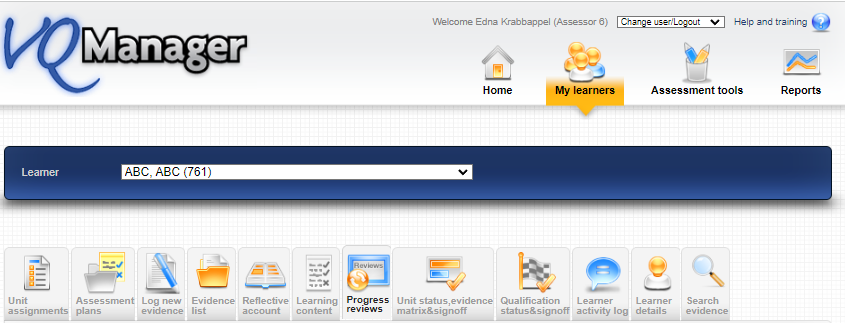 VQManager
Welcome Edna Krabbappel (Assessor 6) Change user/Logout Help and training ?
Home My learners Assessment tools Reports
Learner ABC, ABC (761)
Reviews
Unit assignments
Assessment plans
Log new evidence
Evidence list
Reflective account
Learning content
Progress reviews
Unit status,evidence matrix&signoff
Qualification status&signoff
Learner activity log
Learner details
Search evidence